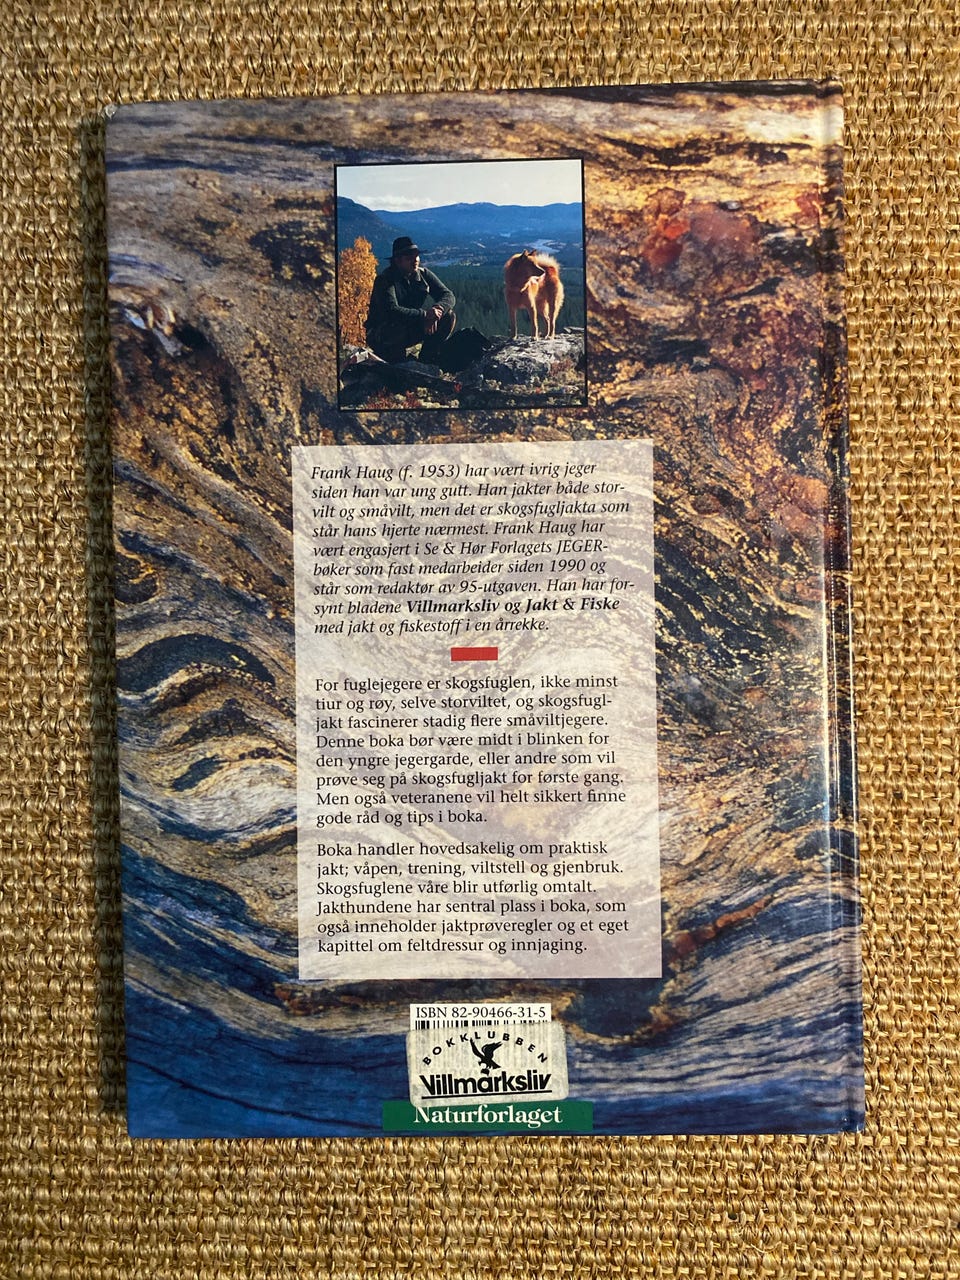 Frank Haug (f. 1953) har vært ivrig jeger
siden han var ung gutt. Han jakter både stor-
vilt og småvilt, men det er skogsfugljakta som
står hans hjerte nærmest. Frank Haug har
vært engasjert i Se & Hør Forlagets JEGER-
bøker som fast medarbeider siden 1990 og
står som redaktør av 95-utgaven. Han har for-
synt bladene Villmarksliv og Jakt & Fiske
med jakt og fiskestoff i en årrekke.
For fuglejegere er skogsfuglen, ikke minst
tiur og røy, selve storviltet, og skogsfugl-
jakt fascinerer stadig flere småviltjegere.
Denne boka bør være midt i blinken for
den yngre jegergarde, eller andre som vil
prøve seg på skogsfugljakt for første gang.
Men også veteranene vil helt sikkert finne
gode råd og tips i boka.
Boka handler hovedsakelig om praktisk
jakt; våpen, trening, viltstell og gjenbruk.
Skogsfuglene våre blir utførlig omtalt.
Jakthundene har sentral plass i boka, som
også inneholder jaktprøveregler og et eget
kapittel om feltdressur og innjaging.
ISBN 82-90466-31-5
BOKKLUBBEN
Villmarksliv
Naturforlaget